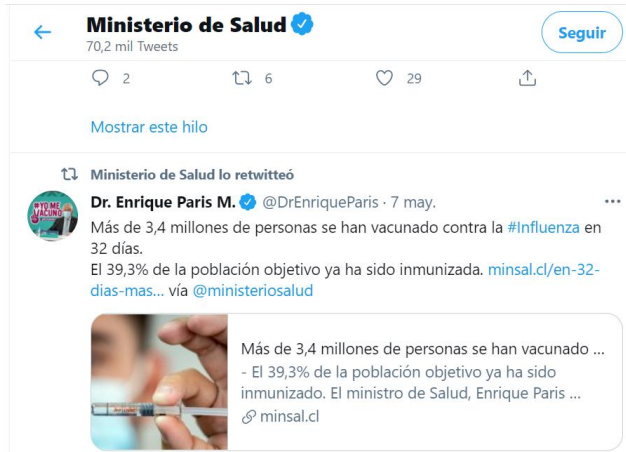 Ministerio de Salud
70,2 mil Tweets
Seguir
2 6 29
Mostrar este hilo
Ministerio de Salud lo retwitteó
Dr. Enrique Paris M. @DrEnriqueParis · 7 may.
Más de 3,4 millones de personas se han vacunado contra la #Influenza en
32 días.
El 39,3% de la población objetivo ya ha sido inmunizada. minsal.cl/en-32-
dias-mas... vía @ministeriosalud
#YO ME
VACUNO
Más de 3,4 millones de personas se han vacunado ...
- El 39,3% de la población objetivo ya ha sido
inmunizada. El ministro de Salud, Enrique Paris ...
minsal.cl